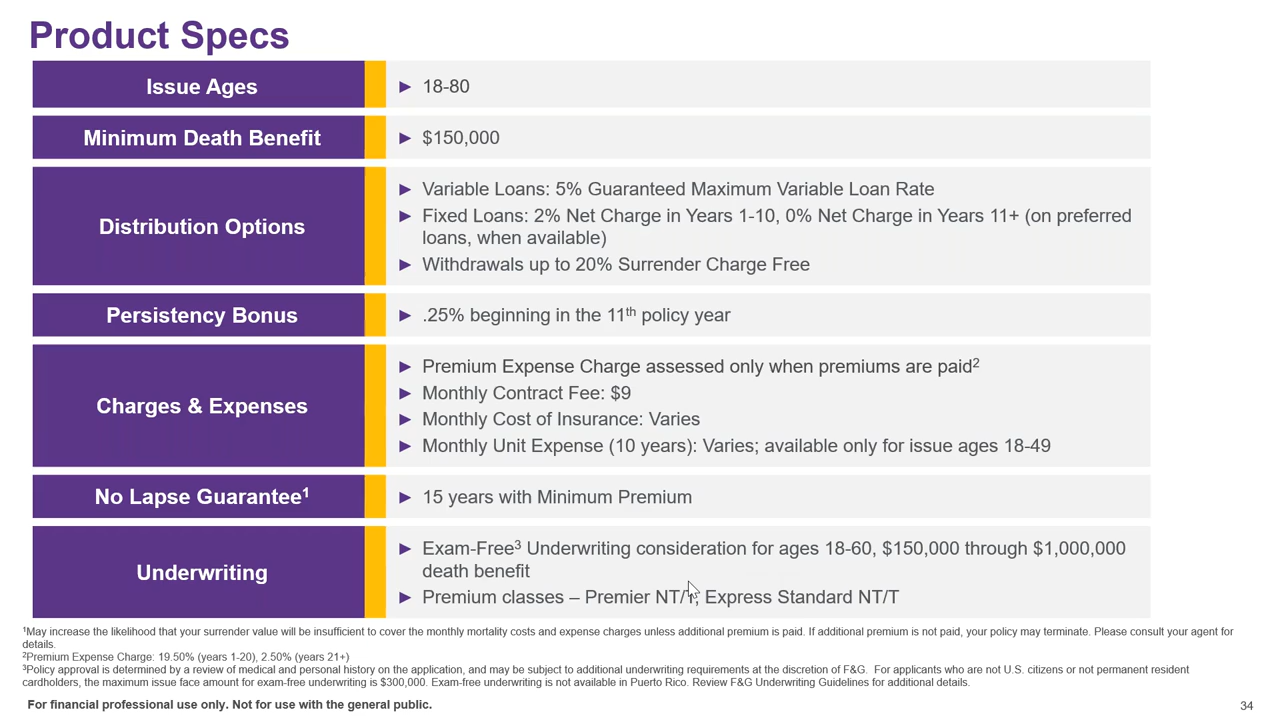 Product Specs
Issue Ages
► 18-80
Minimum Death Benefit
► $150,000
Distribution Options
► Variable Loans: 5% Guaranteed Maximum Variable Loan Rate
► Fixed Loans: 2% Net Charge in Years 1-10, 0% Net Charge in Years 11+ (on preferred
loans, when available)
► Withdrawals up to 20% Surrender Charge Free
Persistency Bonus
► .25% beginning in the 11th policy year
Charges & Expenses
► Premium Expense Charge assessed only when premiums are paid2
► Monthly Contract Fee: $9
► Monthly Cost of Insurance: Varies
► Monthly Unit Expense (10 years): Varies; available only for issue ages 18-49
No Lapse Guarantee1
► 15 years with Minimum Premium
Underwriting
► Exam-Free3 Underwriting consideration for ages 18-60, $150,000 through $1,000,000
death benefit
► Premium classes – Premier NT/T, Express Standard NT/T
1May increase the likelihood that your surrender value will be insufficient to cover the monthly mortality costs and expense charges unless additional premium is paid. If additional premium is not paid, your policy may terminate. Please consult your agent for
details.
2Premium Expense Charge: 19.50% (years 1-20), 2.50% (years 21+)
3Policy approval is determined by a review of medical and personal history on the application, and may be subject to additional underwriting requirements at the discretion of F&G. For applicants who are not U.S. citizens or not permanent resident
cardholders, the maximum issue face amount for exam-free underwriting is $300,000. Exam-free underwriting is not available in Puerto Rico. Review F&G Underwriting Guidelines for additional details.
For financial professional use only. Not for use with the general public.
34